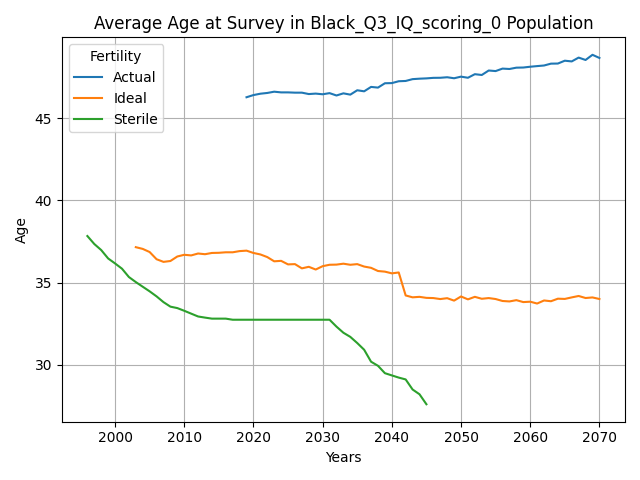 Average Age at Survey in Black_Q3_IQ_scoring_0 Population
Fertility
Actual
Ideal
Sterile
Age
45
40
35
30
2000 2010 2020 2030 2040 2050 2060 2070
Years